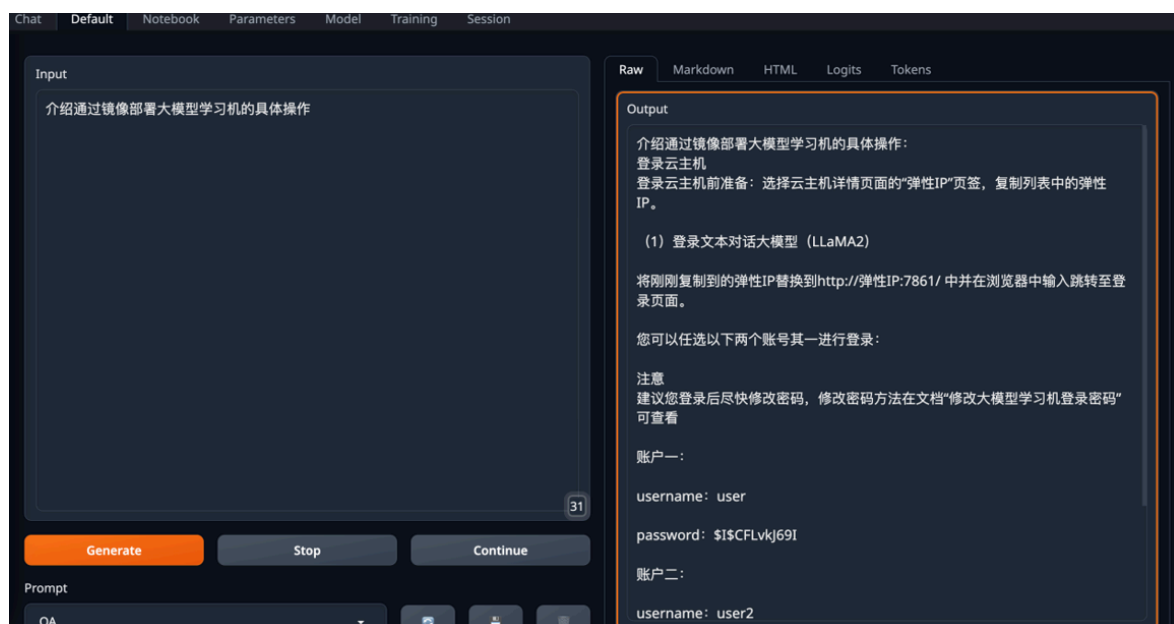 Chat Default Notebook Parameters Model Training Session
Input
介绍通过镜像部署大模型学习机的具体操作
31
Generate Stop Continue
Prompt
QA
Raw Markdown HTML Logits Tokens
Output
介绍通过镜像部署大模型学习机的具体操作：
登录云主机
登录云主机前准备：选择云主机详情页面的“弹性IP”页签，复制列表中的弹性
IP。
（1）登录文本对话大模型（LLaMA2）
将刚刚复制到的弹性IP替换到http://弹性IP:7861/ 中并在浏览器中输入跳转至登
录页面。
您可以任选以下两个账号其一进行登录：
注意
建议您登录后尽快修改密码，修改密码方法在文档“修改大模型学习机登录密码”
可查看
账户一：
username：user
password：$I$CFLvkJ69I
账户二：
username：user2